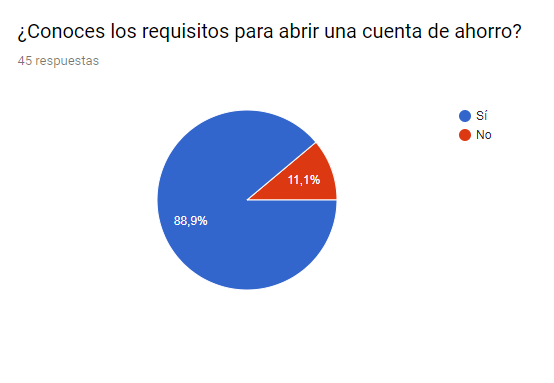 ¿Conoces los requisitos para abrir una cuenta de ahorro?
45 respuestas
Sí
No
11,1%
88,9%